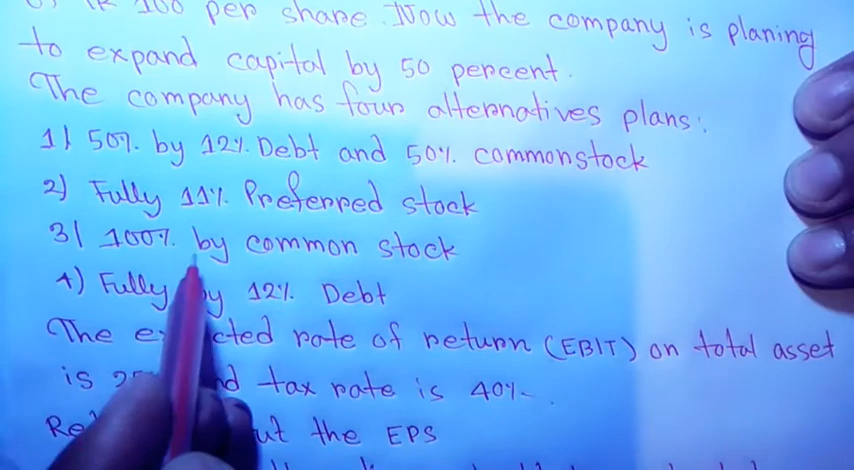 100 per share. Now the company is planing
to expand capital by 50 percent.
The company has four alternatives plans:
1) 50% by 12% Debt and 50% commonstock
2) Fully 11% Preferred stock
3) 100% by common stock
4) Fully by 12% Debt
The cted rate of return (EBIT) on total asset
is tax rate is 40%.
the EPS